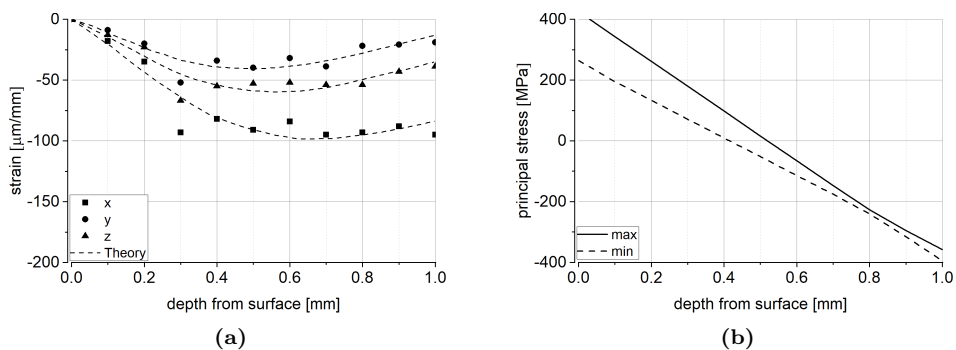 0
-50
-100
-150
-200
strain [µm/mm]
x
y
z
Theory
0.0 0.2 0.4 0.6 0.8 1.0
depth from surface [mm]
(a)
400
200
0
-200
-400
principal stress [MPa]
max
min
0.0 0.2 0.4 0.6 0.8 1.0
depth from surface [mm]
(b)